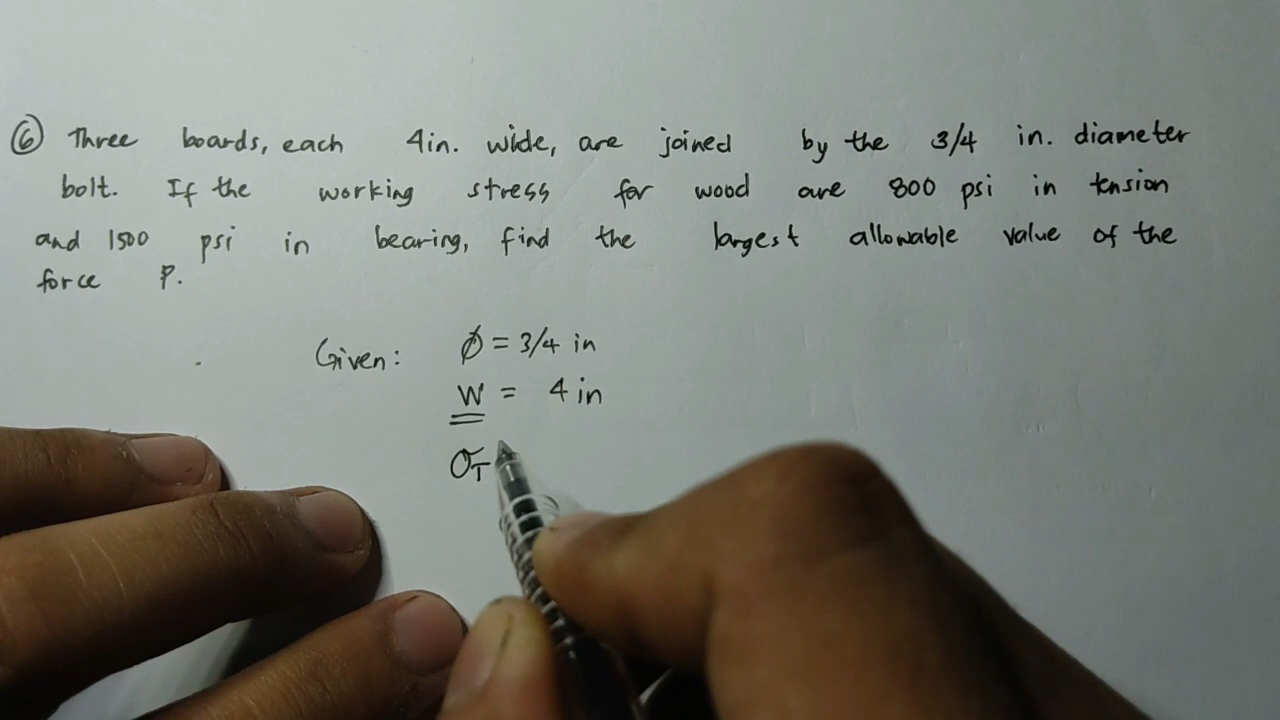 ⑥ Three boards, each 4in. wide, are joined by the 3/4 in. diameter
bolt. If the working stress for wood are 800 psi in tension
and 1500 psi in bearing, find the largest allowable value of the
force P.
Given: ϕ = 3/4 in
W = 4 in
σT